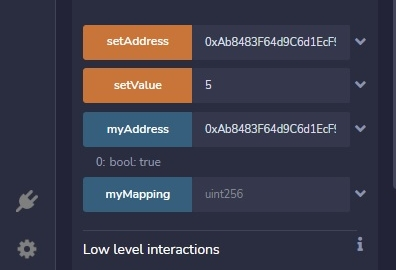 setAddress 0xAb8483F64d9C6d1EcF
setValue 5
myAddress 0xAb8483F64d9C6d1EcF
0: bool: true
myMapping uint256
Low level interactions